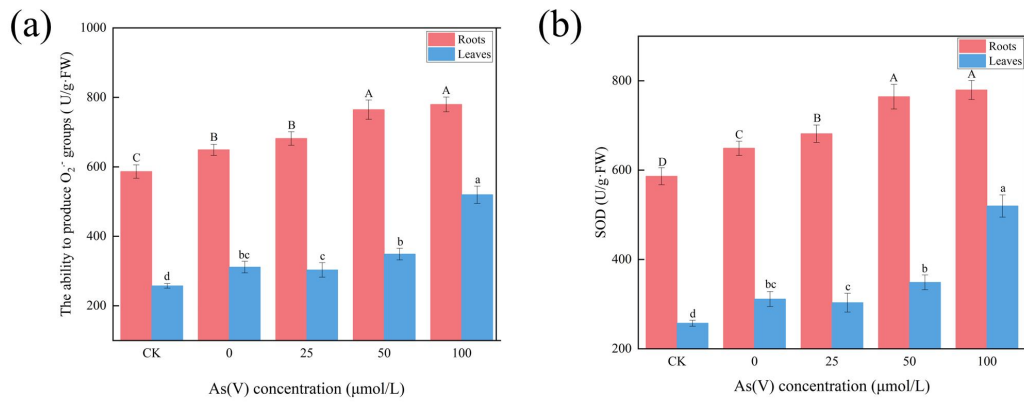 (a)
The ability to produce O₂·⁻ groups ( U/g·FW)
1000
800
600
400
200
Roots
Leaves
C
d
B
bc
B
c
A
b
A
a
CK
0
25
50
100
As(V) concentration (μmol/L)
(b)
SOD (U/g·FW)
800
600
400
200
Roots
Leaves
D
d
C
bc
B
c
A
b
A
a
CK
0
25
50
100
As(V) concentration (μmol/L)